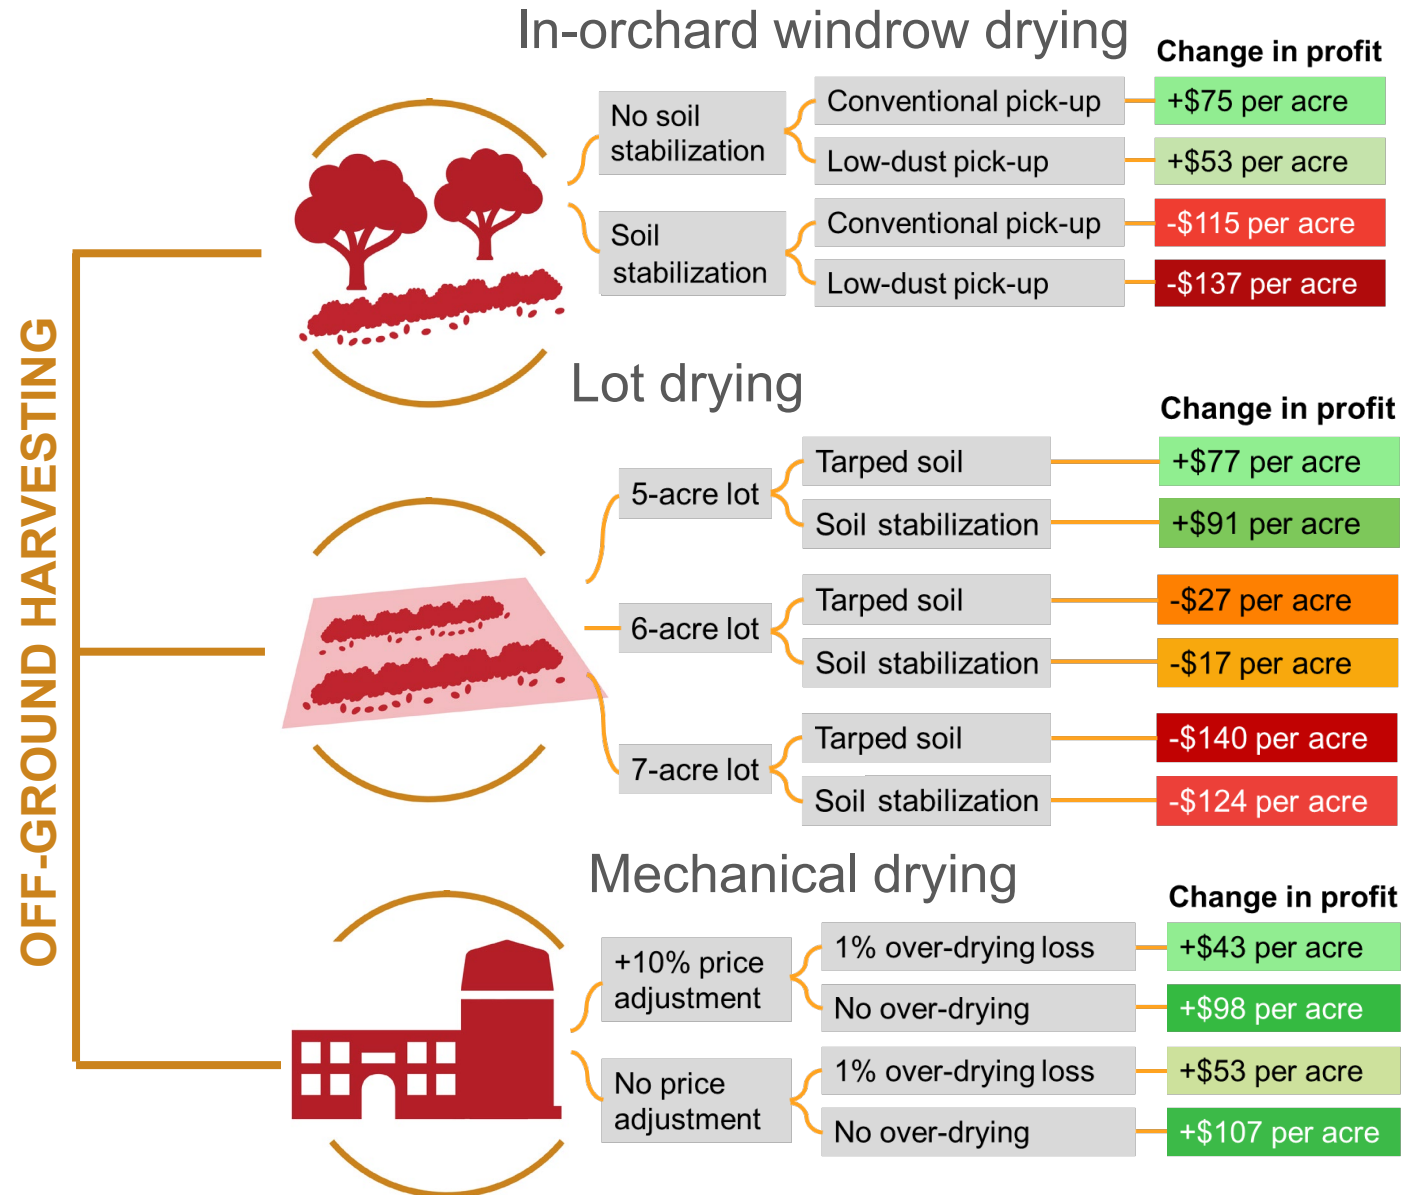 In-orchard windrow drying
Change in profit
No soil
stabilization
Conventional pick-up
+$75 per acre
Low-dust pick-up
+$53 per acre
Soil
stabilization
Conventional pick-up
-$115 per acre
Low-dust pick-up
-$137 per acre
OFF-GROUND HARVESTING
Lot drying
Change in profit
5-acre lot
Tarped soil
+$77 per acre
Soil stabilization
+$91 per acre
6-acre lot
Tarped soil
-$27 per acre
Soil stabilization
-$17 per acre
7-acre lot
Tarped soil
-$140 per acre
Soil stabilization
-$124 per acre
Mechanical drying
Change in profit
+10% price
adjustment
1% over-drying loss
+$43 per acre
No over-drying
+$98 per acre
No price
adjustment
1% over-drying loss
+$53 per acre
No over-drying
+$107 per acre